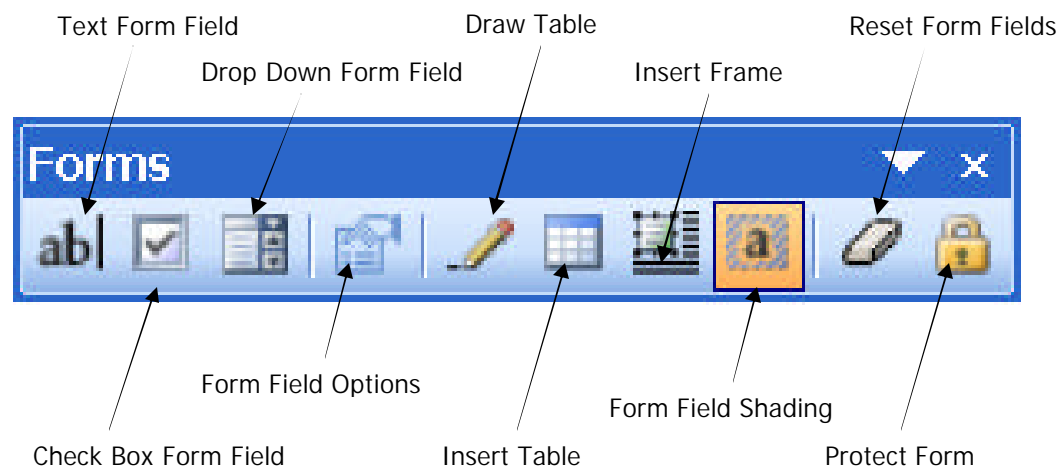 Text Form Field
Draw Table
Reset Form Fields
Drop Down Form Field
Insert Frame
Forms
ab
a
Form Field Options
Form Field Shading
Check Box Form Field
Insert Table
Protect Form